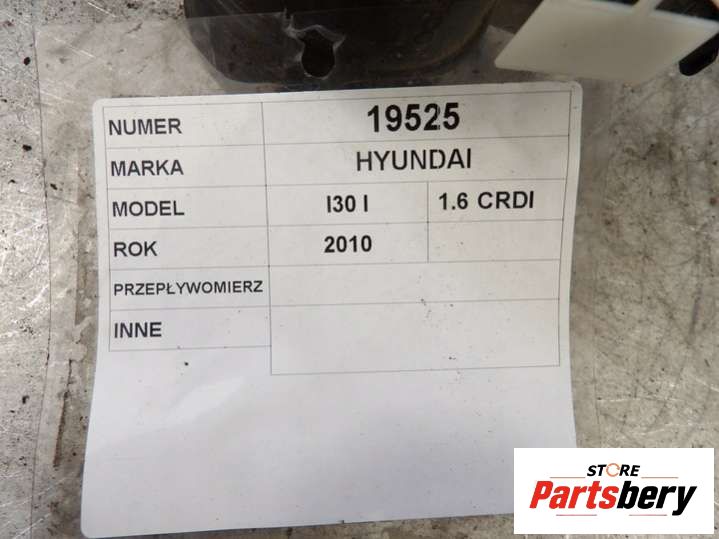 NUMER 19525
MARKA HYUNDAI
MODEL I30 I 1.6 CRDI
ROK 2010
PRZEPŁYWOMIERZ
INNE
STORE
Partsbery